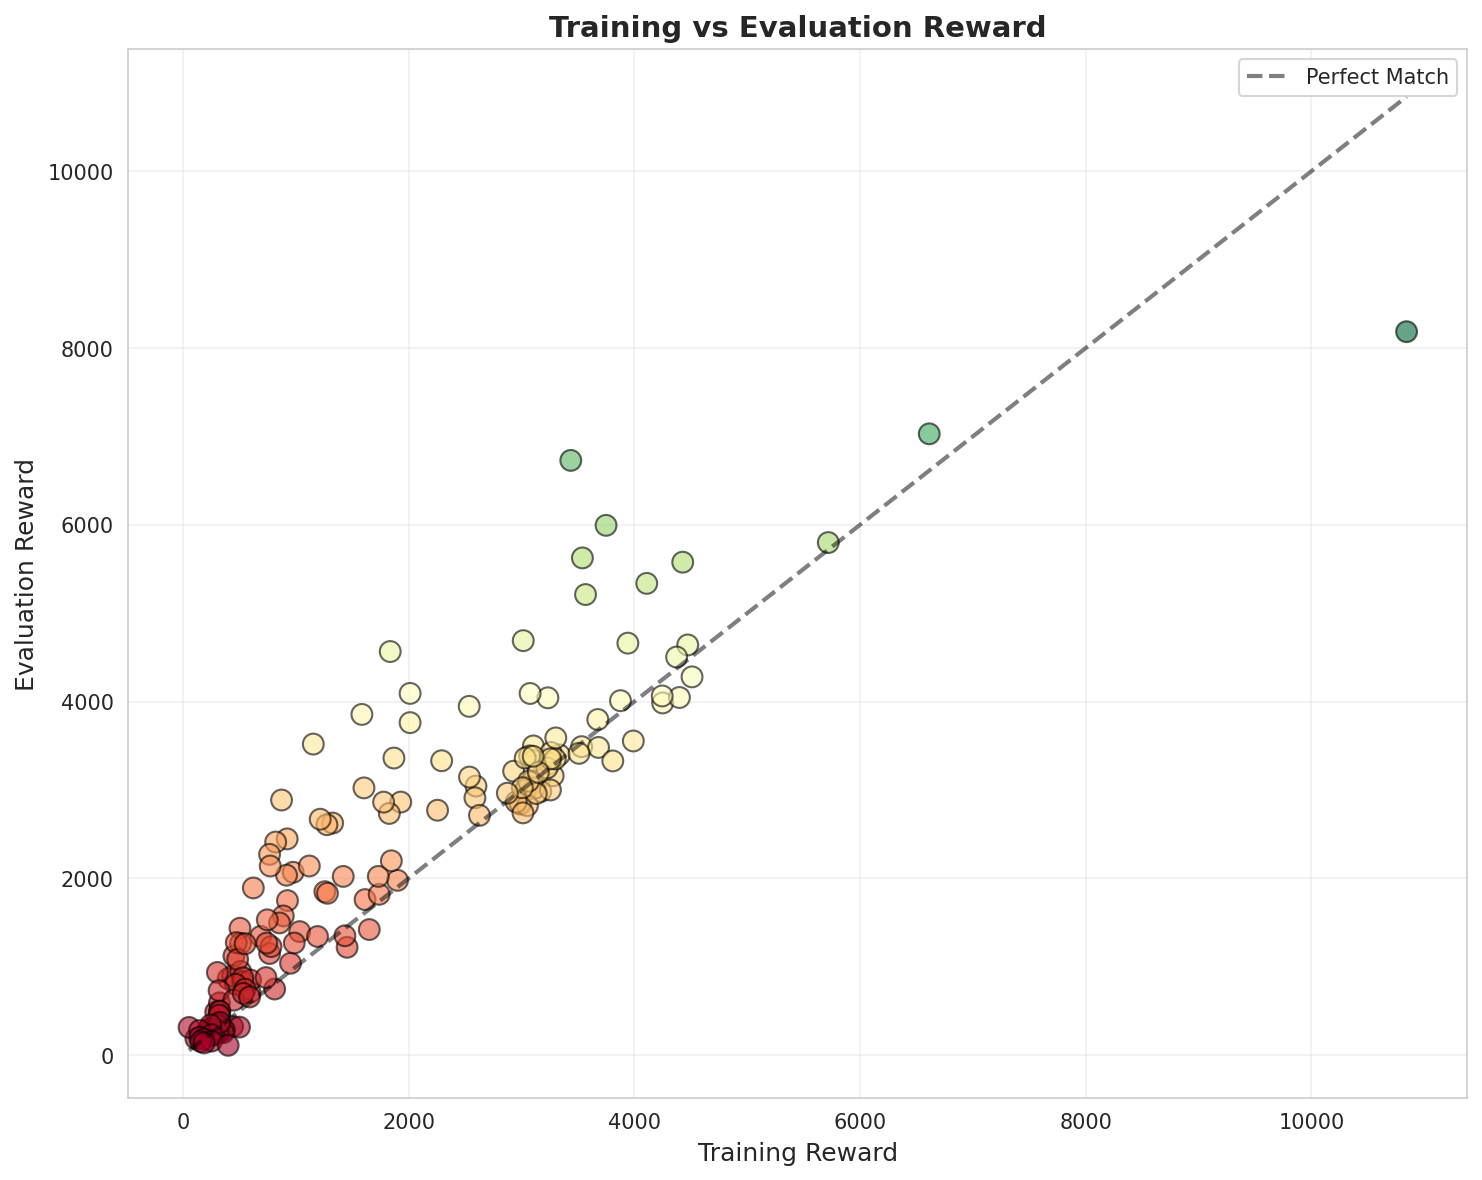 Training vs Evaluation Reward
Perfect Match
Evaluation Reward
10000
8000
6000
4000
2000
0
0 2000 4000 6000 8000 10000
Training Reward